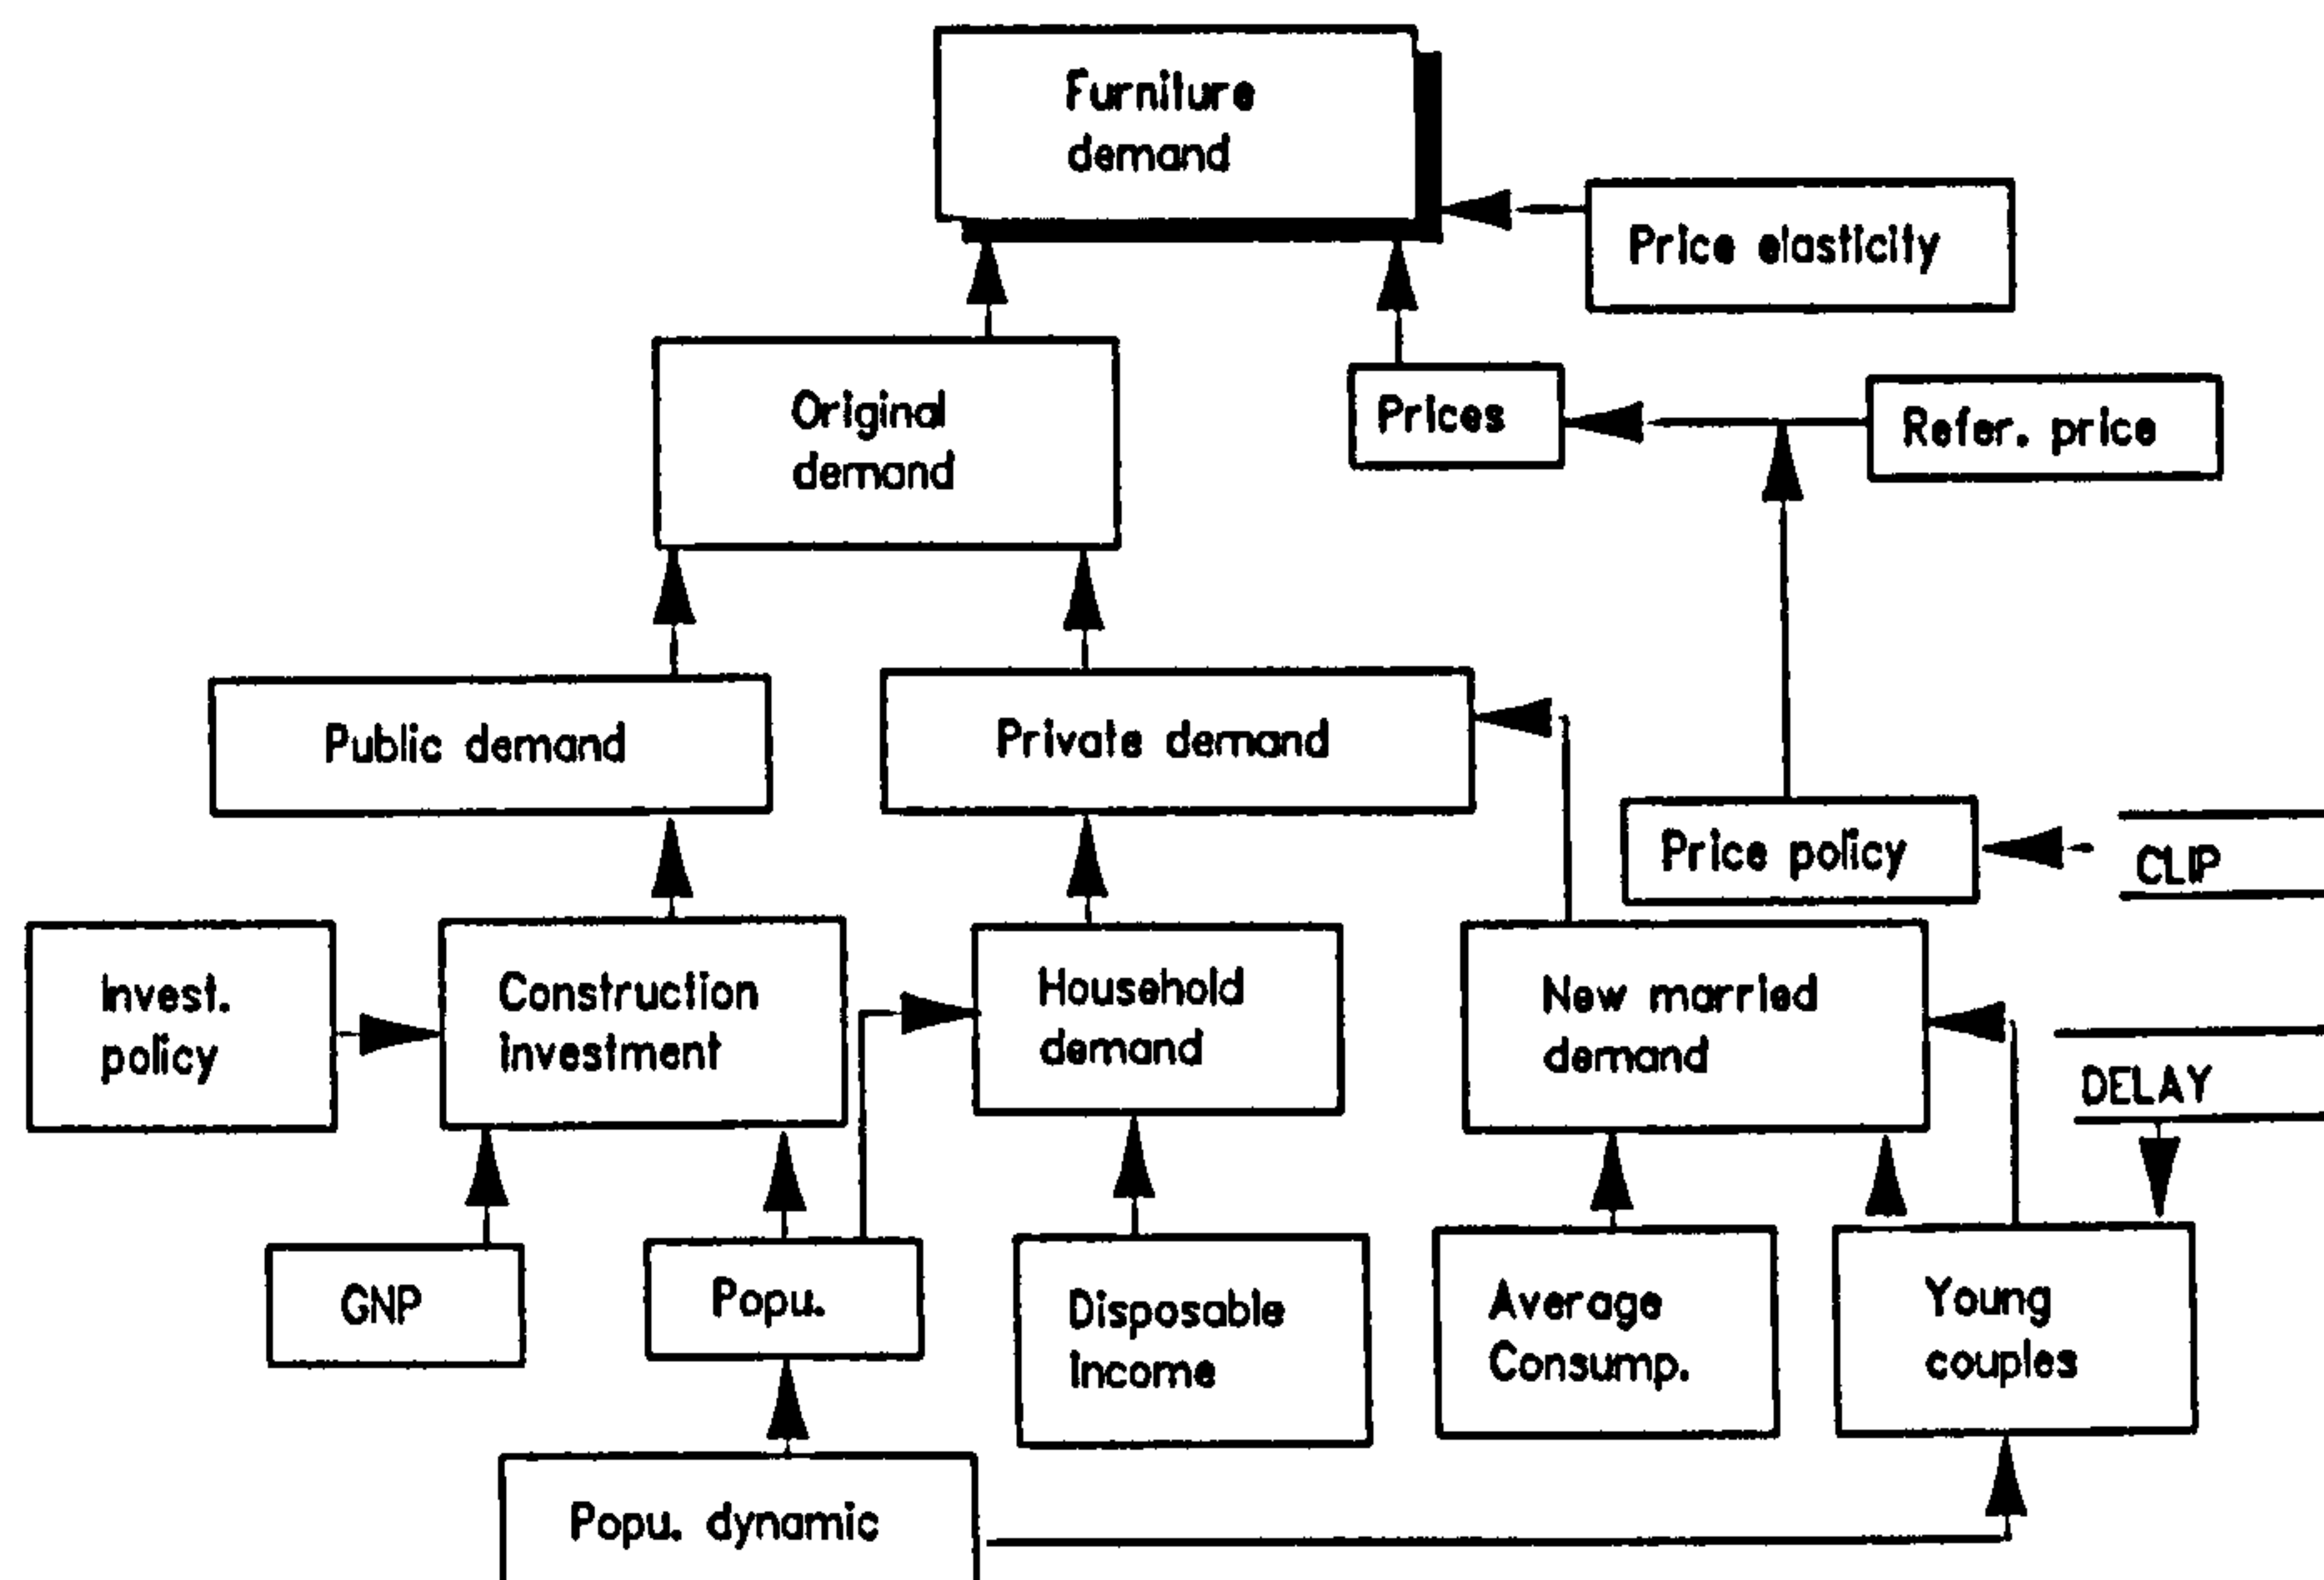 Furniture
demand
Price elasticity
Original
demand
Prices
Refer. price
Public demand
Private demand
Price policy
CLIP
Invest.
policy
Construction
investment
Household
demand
New married
demand
DELAY
GNP
Popu.
Disposable
income
Average
Consump.
Young
couples
Popu. dynamic